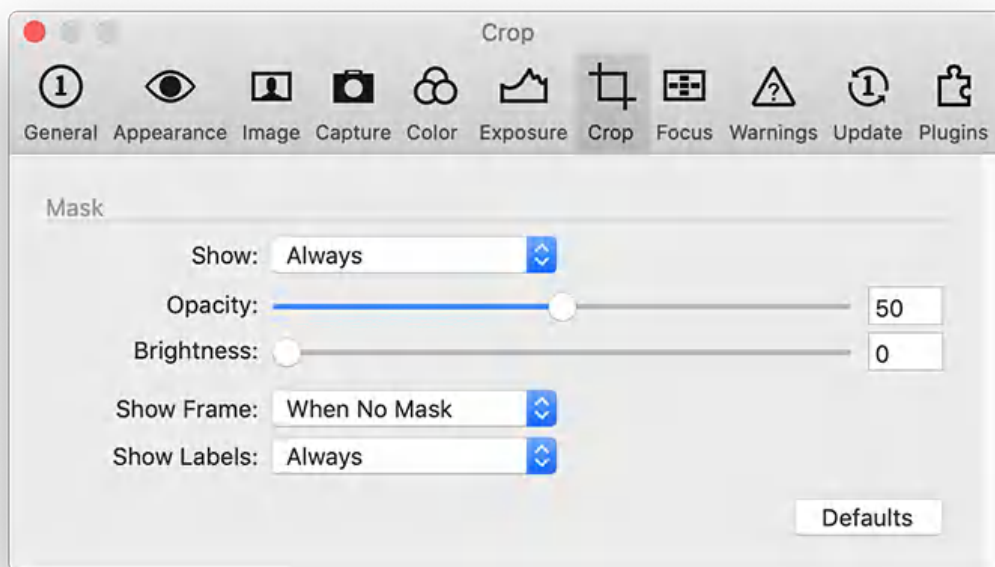 Crop
General Appearance Image Capture Color Exposure Crop Focus Warnings Update Plugins
Mask
Show: Always
Opacity: 50
Brightness: 0
Show Frame: When No Mask
Show Labels: Always
Defaults